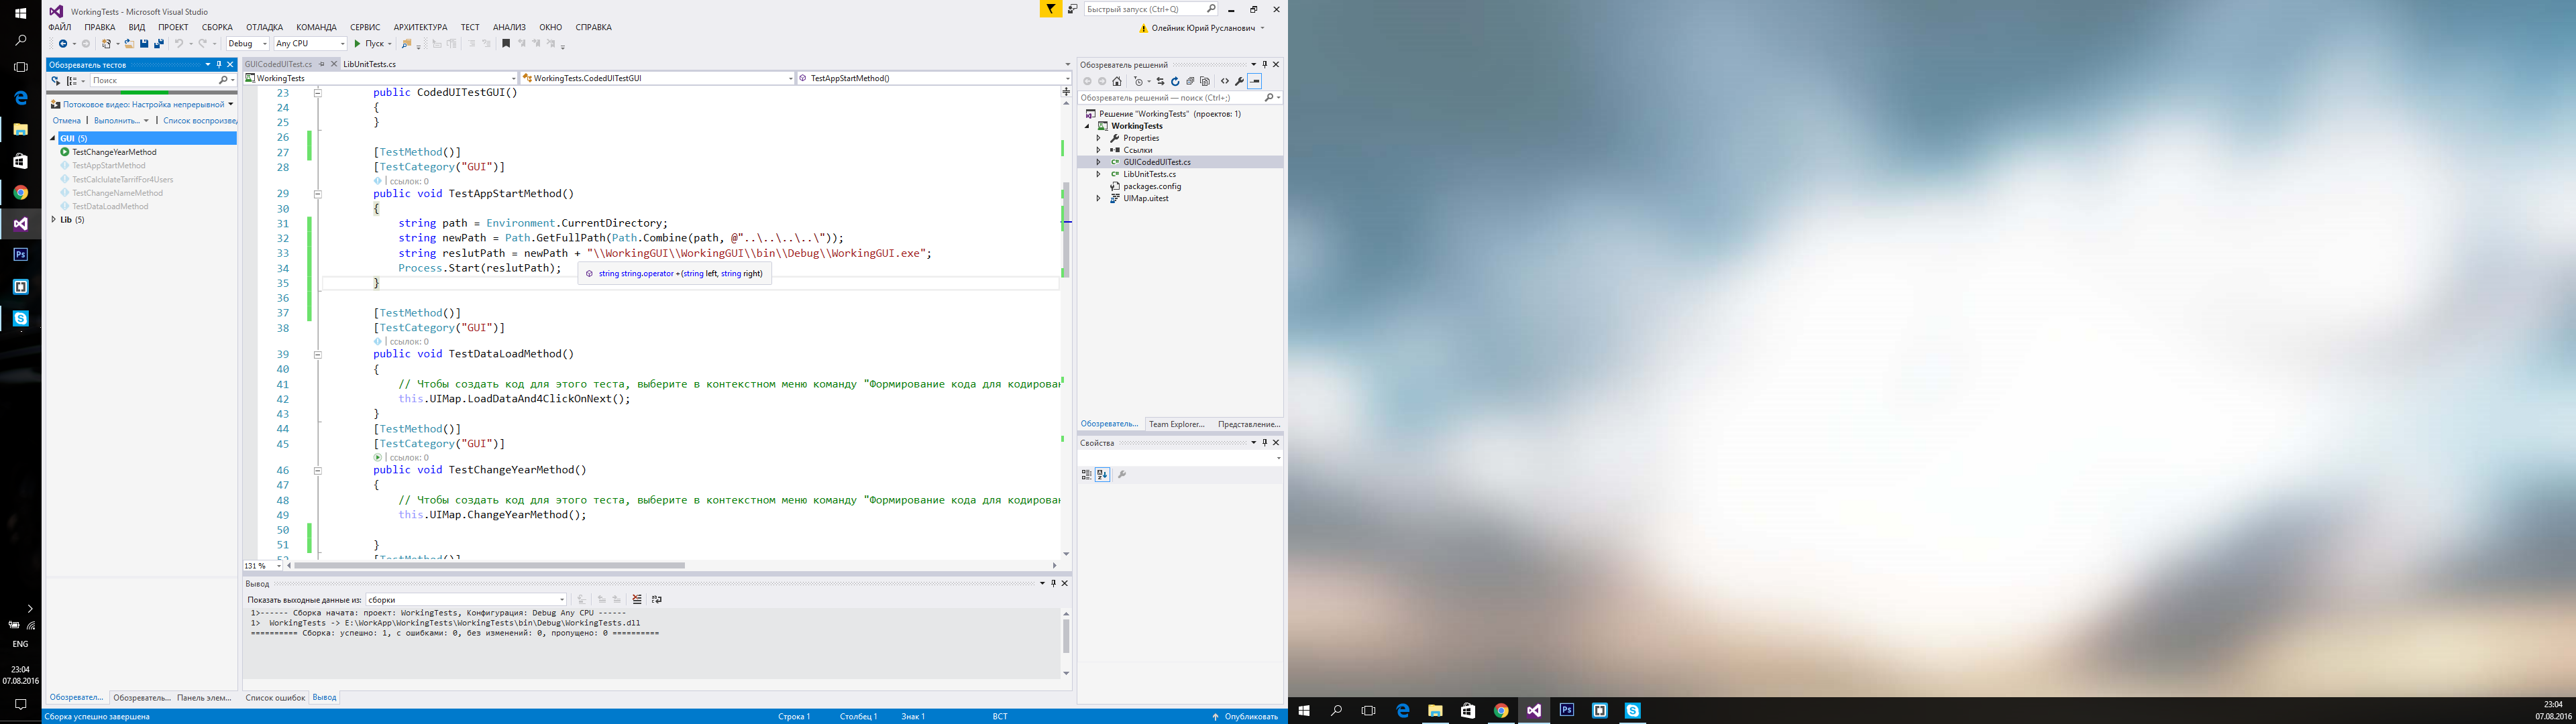 WorkingTests - Microsoft Visual Studio
Быстрый запуск (Ctrl+Q)
ФАЙЛ ПРАВКА ВИД ПРОЕКТ СБОРКА ОТЛАДКА КОМАНДА СЕРВИС АРХИТЕКТУРА ТЕСТ АНАЛИЗ ОКНО СПРАВКА
Олейник Юрий Русланович
Debug Any CPU Пуск
Обозреватель тестов
Поиск
Потоковое видео: Настройка непрерывной
Отмена | Выполнить... | Список воспроизвед
GUI (5)
TestChangeYearMethod
TestAppStartMethod
TestCalclulateTarrifFor4Users
TestChangeNameMethod
TestDataLoadMethod
Lib (5)
GUICodedUITest.cs LibUnitTests.cs
WorkingTests WorkingTests.CodedUITestGUI TestAppStartMethod()
23 public CodedUITestGUI()
24 {
25 }
26
27 [TestMethod()]
28 [TestCategory("GUI")]
| ссылок: 0
29 public void TestAppStartMethod()
30 {
31 string path = Environment.CurrentDirectory;
32 string newPath = Path.GetFullPath(Path.Combine(path, @"..\..\..\..\"));
33 string reslutPath = newPath + "\\WorkingGUI\\WorkingGUI\\bin\\Debug\\WorkingGUI.exe";
34 Process.Start(reslutPath);
string string.operator +(string left, string right)
35 }
36
37 [TestMethod()]
38 [TestCategory("GUI")]
| ссылок: 0
39 public void TestDataLoadMethod()
40 {
41 // Чтобы создать код для этого теста, выберите в контекстном меню команду "Формирование кода для кодирован
42 this.UIMap.LoadDataAnd4ClickOnNext();
43 }
44 [TestMethod()]
45 [TestCategory("GUI")]
| ссылок: 0
46 public void TestChangeYearMethod()
47 {
48 // Чтобы создать код для этого теста, выберите в контекстном меню команду "Формирование кода для кодирован
49 this.UIMap.ChangeYearMethod();
50
51 }
52 [TestMethod()]
131 %
Вывод
Показать выходные данные из: сборки
1>------ Сборка начата: проект: WorkingTests, Конфигурация: Debug Any CPU ------
1> WorkingTests -> E:\WorkApp\WorkingTests\WorkingTests\bin\Debug\WorkingTests.dll
========== Сборка: успешно: 1, с ошибками: 0, без изменений: 0, пропущено: 0 ==========
Обозревател... Обозреватель... Панель элем...
Список ошибок Вывод
Обозреватель решений
Обозреватель решений — поиск (Ctrl+;)
Решение "WorkingTests" (проектов: 1)
WorkingTests
Properties
Ссылки
GUICodedUITest.cs
LibUnitTests.cs
packages.config
UIMap.uitest
Обозреватель... Team Explorer... Представление...
Свойства
Сборка успешно завершена Строка 1 Столбец 1 Знак 1 ВСТ Опубликовать
Ps
ENG
23:04
07.08.2016
Ps
23:04
07.08.2016